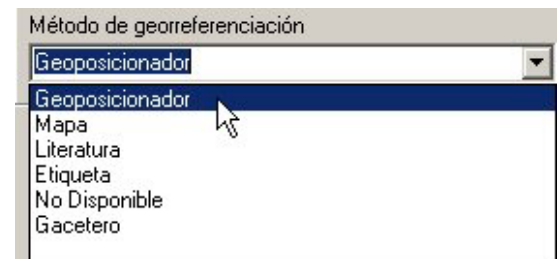 Método de georreferenciación
Geoposicionador
Geoposicionador
Mapa
Literatura
Etiqueta
No Disponible
Gacetero